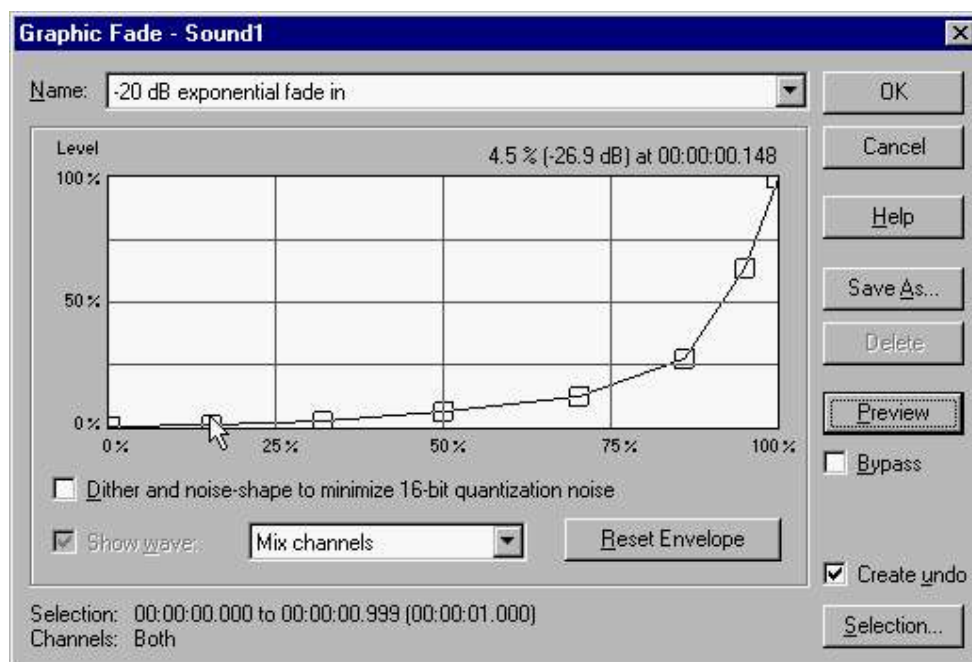 Graphic Fade - Sound1
Name: -20 dB exponential fade in
OK
Cancel
Help
Save As...
Delete
Preview
Bypass
Level
4.5 % (-26.9 dB) at 00:00:00.148
100 %
50 %
0 %
0 % 25 % 50 % 75 % 100 %
Dither and noise-shape to minimize 16-bit quantization noise
Show wave: Mix channels Reset Envelope
Create undo
Selection: 00:00:00.000 to 00:00:00.999 (00:00:01.000)
Channels: Both
Selection...